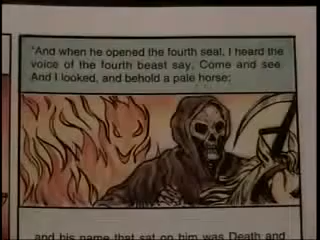 "And when he opened the fourth seal, I heard the
voice of the fourth beast say, Come and see.
And I looked, and behold a pale horse:
and his name that sat on him was Death and